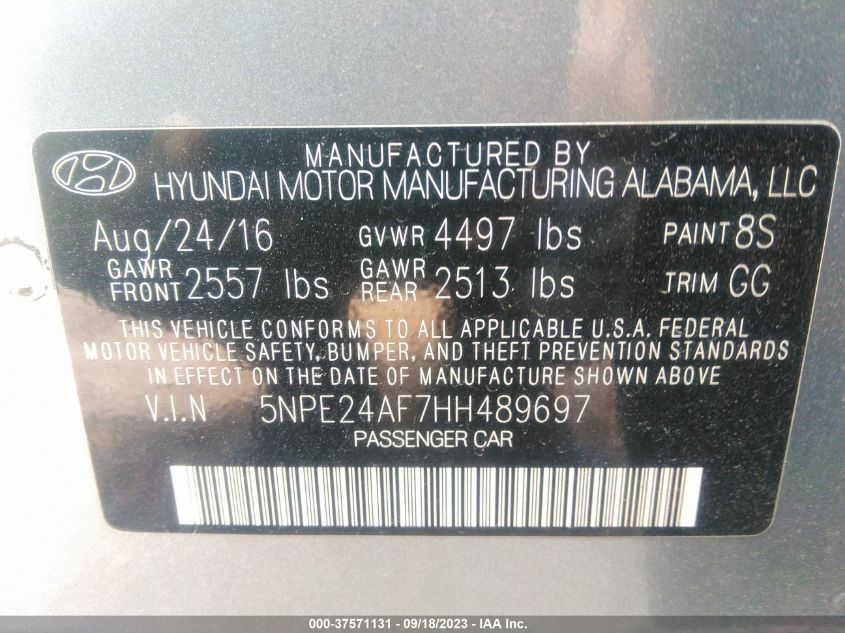 MANUFACTURED BY
HYUNDAI MOTOR MANUFACTURING ALABAMA, LLC
Aug/24/16 GVWR 4497 lbs PAINT 8S
GAWR FRONT 2557 lbs GAWR REAR 2513 lbs TRIM GG
THIS VEHICLE CONFORMS TO ALL APPLICABLE U.S.A. FEDERAL
MOTOR VEHICLE SAFETY, BUMPER, AND THEFT PREVENTION STANDARDS
IN EFFECT ON THE DATE OF MANUFACTURE SHOWN ABOVE
V.I.N 5NPE24AF7HH489697
PASSENGER CAR
000-37571131 - 09/18/2023 - IAA Inc.